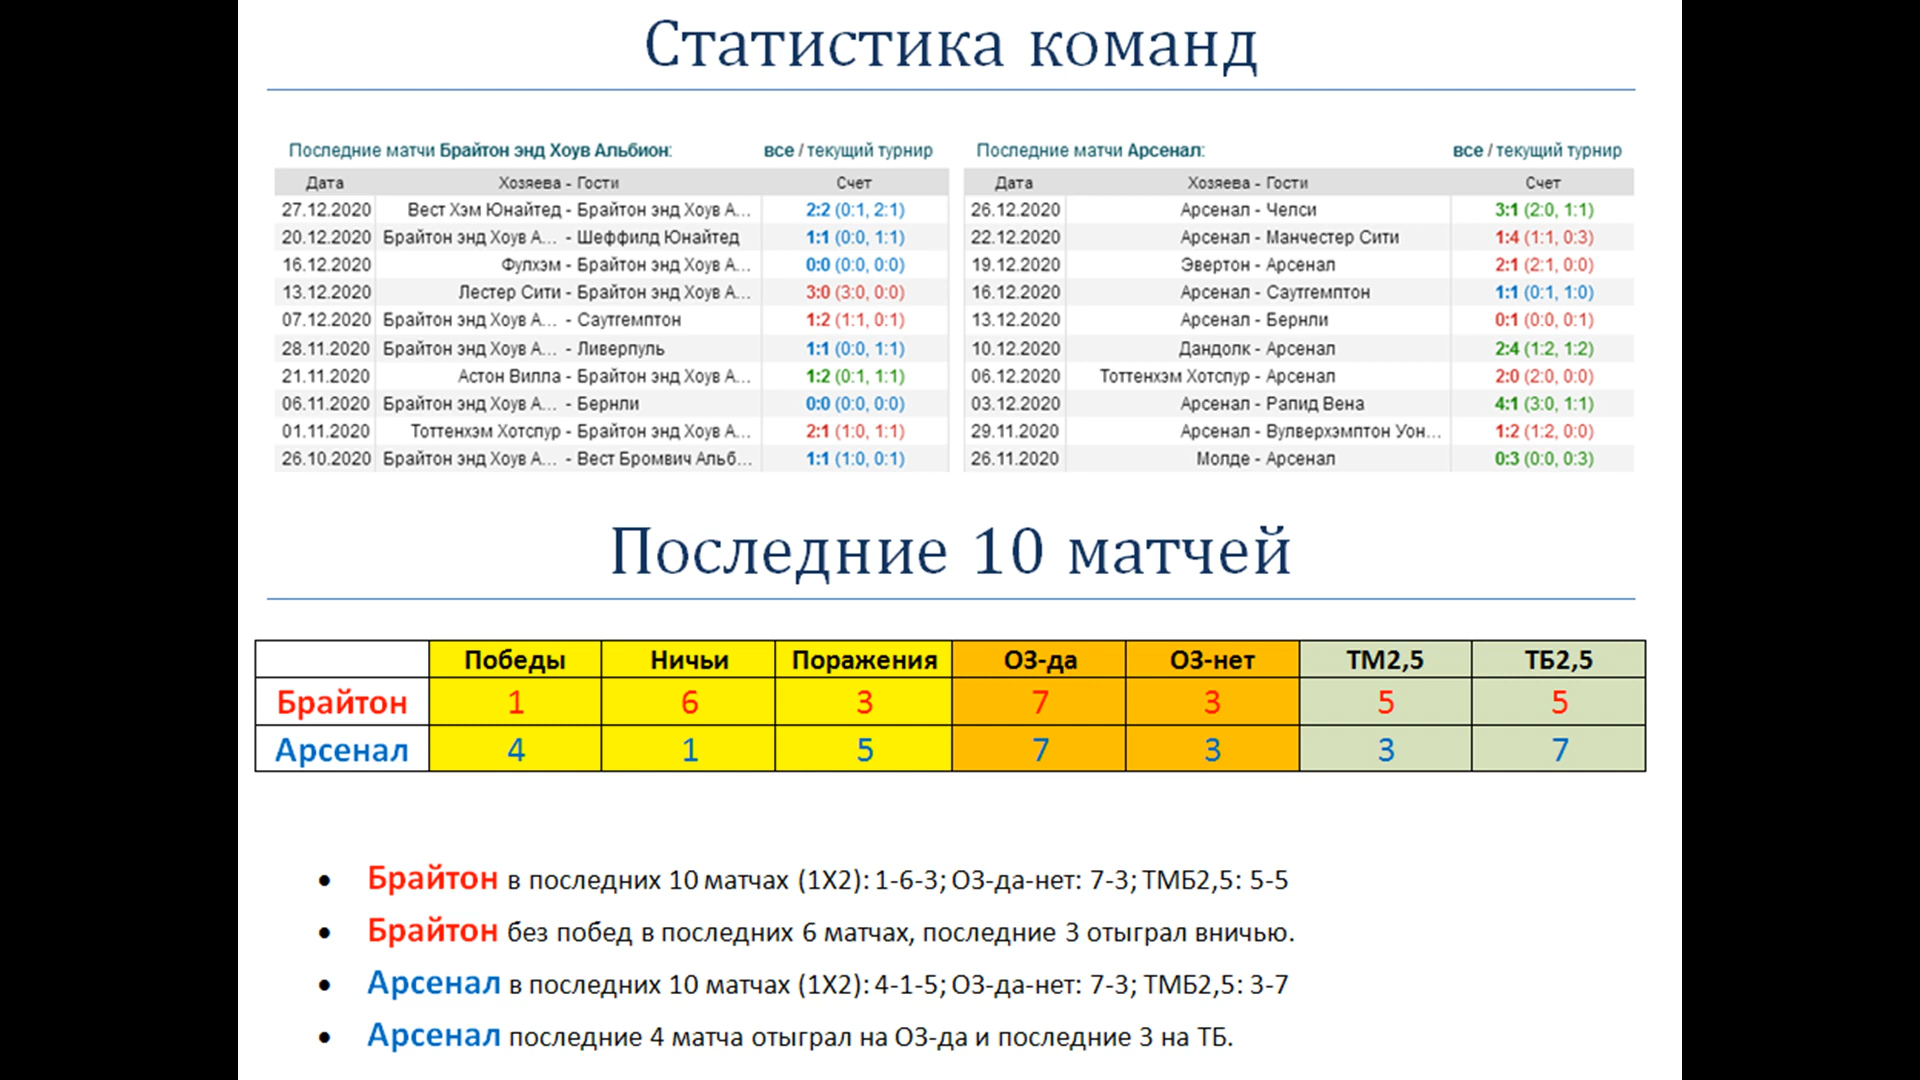 Статистика команд
Последние матчи Брайтон энд Хоув Альбион: все / текущий турнир
Дата Хозяева - Гости Счет
27.12.2020 Вест Хэм Юнайтед - Брайтон энд Хоув А... 2:2 (0:1, 2:1)
20.12.2020 Брайтон энд Хоув А... - Шеффилд Юнайтед 1:1 (0:0, 1:1)
16.12.2020 Фулхэм - Брайтон энд Хоув А... 0:0 (0:0, 0:0)
13.12.2020 Лестер Сити - Брайтон энд Хоув А... 3:0 (3:0, 0:0)
07.12.2020 Брайтон энд Хоув А... - Саутгемптон 1:2 (1:1, 0:1)
28.11.2020 Брайтон энд Хоув А... - Ливерпуль 1:1 (0:0, 1:1)
21.11.2020 Астон Вилла - Брайтон энд Хоув А... 1:2 (0:1, 1:1)
06.11.2020 Брайтон энд Хоув А... - Бернли 0:0 (0:0, 0:0)
01.11.2020 Тоттенхэм Хотспур - Брайтон энд Хоув А... 2:1 (1:0, 1:1)
26.10.2020 Брайтон энд Хоув А... - Вест Бромвич Альб... 1:1 (1:0, 0:1)
Последние матчи Арсенал: все / текущий турнир
Дата Хозяева - Гости Счет
26.12.2020 Арсенал - Челси 3:1 (2:0, 1:1)
22.12.2020 Арсенал - Манчестер Сити 1:4 (1:1, 0:3)
19.12.2020 Эвертон - Арсенал 2:1 (2:1, 0:0)
16.12.2020 Арсенал - Саутгемптон 1:1 (0:1, 1:0)
13.12.2020 Арсенал - Бернли 0:1 (0:0, 0:1)
10.12.2020 Дандолк - Арсенал 2:4 (1:2, 1:2)
06.12.2020 Тоттенхэм Хотспур - Арсенал 2:0 (2:0, 0:0)
03.12.2020 Арсенал - Рапид Вена 4:1 (3:0, 1:1)
29.11.2020 Арсенал - Вулверхэмптон Уон... 1:2 (1:2, 0:0)
26.11.2020 Молде - Арсенал 0:3 (0:0, 0:3)
Последние 10 матчей
Победы Ничьи Поражения ОЗ-да ОЗ-нет ТМ2,5 ТБ2,5
Брайтон 1 6 3 7 3 5 5
Арсенал 4 1 5 7 3 3 7
• Брайтон в последних 10 матчах (1Х2): 1-6-3; ОЗ-да-нет: 7-3; ТМБ2,5: 5-5
• Брайтон без побед в последних 6 матчах, последние 3 отыграл вничью.
• Арсенал в последних 10 матчах (1Х2): 4-1-5; ОЗ-да-нет: 7-3; ТМБ2,5: 3-7
• Арсенал последние 4 матча отыграл на ОЗ-да и последние 3 на ТБ.